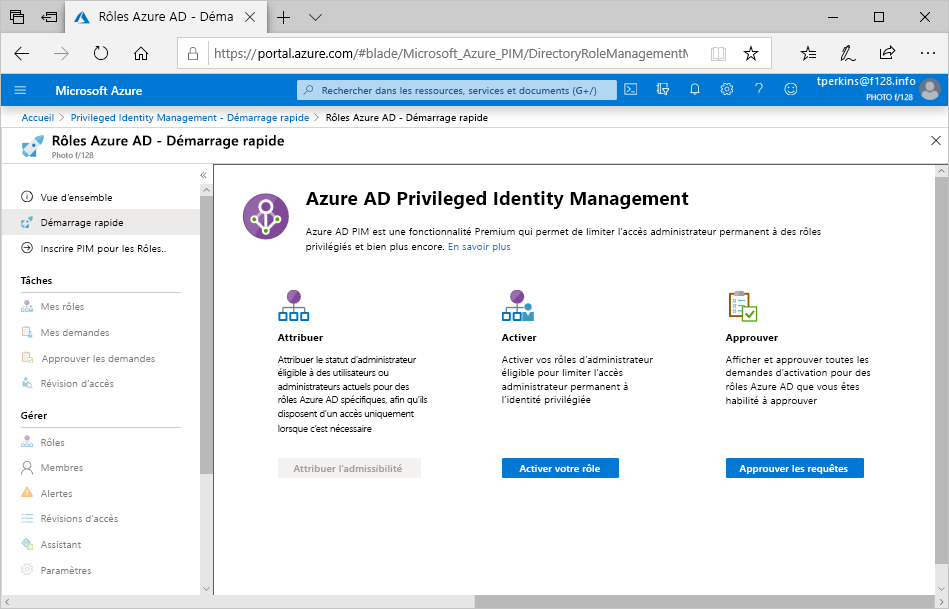 Rôles Azure AD - Déma
https://portal.azure.com/#blade/Microsoft_Azure_PIM/DirectoryRoleManagementM
Microsoft Azure
Rechercher dans les ressources, services et documents (G+/)
tperkins@f128.info
PHOTO f/128
Accueil > Privileged Identity Management - Démarrage rapide > Rôles Azure AD - Démarrage rapide
Rôles Azure AD - Démarrage rapide
Photo f/128
Vue d'ensemble
Démarrage rapide
Inscrire PIM pour les Rôles..
Tâches
Mes rôles
Mes demandes
Approuver les demandes
Révision d'accès
Gérer
Rôles
Membres
Alertes
Révisions d'accès
Assistant
Paramètres
Azure AD Privileged Identity Management
Azure AD PIM est une fonctionnalité Premium qui permet de limiter l'accès administrateur permanent à des rôles
privilégiés et bien plus encore. En savoir plus
Attribuer
Attribuer le statut d'administrateur
éligible à des utilisateurs ou
administrateurs actuels pour des
rôles Azure AD spécifiques, afin qu'ils
disposent d'un accès uniquement
lorsque c'est nécessaire
Attribuer l'admissibilité
Activer
Activer vos rôles d'administrateur
éligible pour limiter l'accès
administrateur permanent à
l'identité privilégiée
Activer votre rôle
Approuver
Afficher et approuver toutes les
demandes d'activation pour des
rôles Azure AD que vous êtes
habilité à approuver
Approuver les requêtes